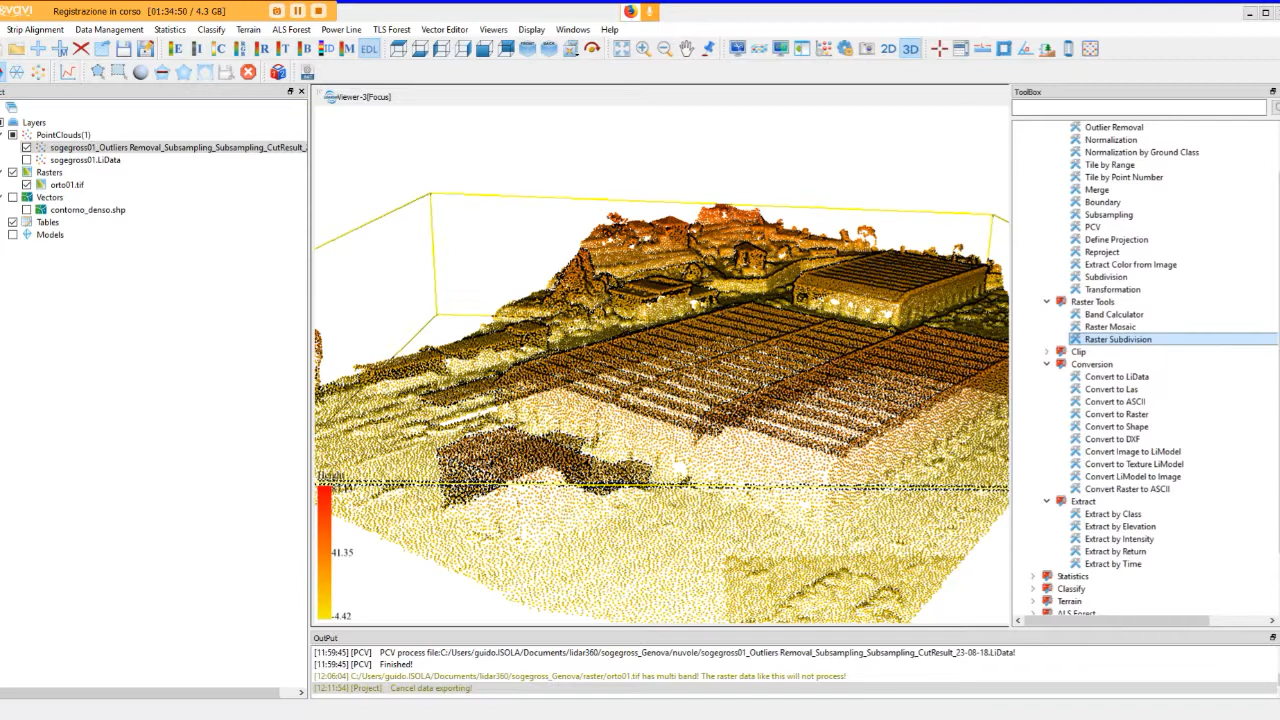 Registrazione in corso [01:34:50 / 4.3 GB]
Strip Alignment Data Management Statistics Classify Terrain ALS Forest Power Line TLS Forest Vector Editor Viewers Display Windows Help
E I C R T B ID M EDL 2D 3D
Viewer-3[Focus]
ToolBox
Layers
PointClouds(1)
sogegross01_Outliers Removal_Subsampling_Subsampling_CutResult_2
sogegross01.LiData
Rasters
orto01.tif
Vectors
contorno_denso.shp
Tables
Models
41.35
-4.42
Outlier Removal
Normalization
Normalization by Ground Class
Tile by Range
Tile by Point Number
Merge
Boundary
Subsampling
PCV
Define Projection
Reproject
Extract Color from Image
Subdivision
Transformation
Raster Tools
Band Calculator
Raster Mosaic
Raster Subdivision
Clip
Conversion
Convert to LiData
Convert to Las
Convert to ASCII
Convert to Raster
Convert to Shape
Convert to DXF
Convert Image to LiModel
Convert to Texture LiModel
Convert LiModel to Image
Convert Raster to ASCII
Extract
Extract by Class
Extract by Elevation
Extract by Intensity
Extract by Return
Extract by Time
Statistics
Classify
Terrain
ALS Forest
OutPut
[11:59:45] [PCV] PCV process file:C:/Users/guido.ISOLA/Documents/lidar360/sogegross_Genova/nuvole/sogegross01_Outliers Removal_Subsampling_Subsampling_CutResult_23-08-18.LiData!
[11:59:45] [PCV] Finished!
[12:06:04] C:/Users/guido.ISOLA/Documents/lidar360/sogegross_Genova/raster/orto01.tif has multi band! The raster data like this will not process!
[12:11:54] [Project] Cancel data exporting!